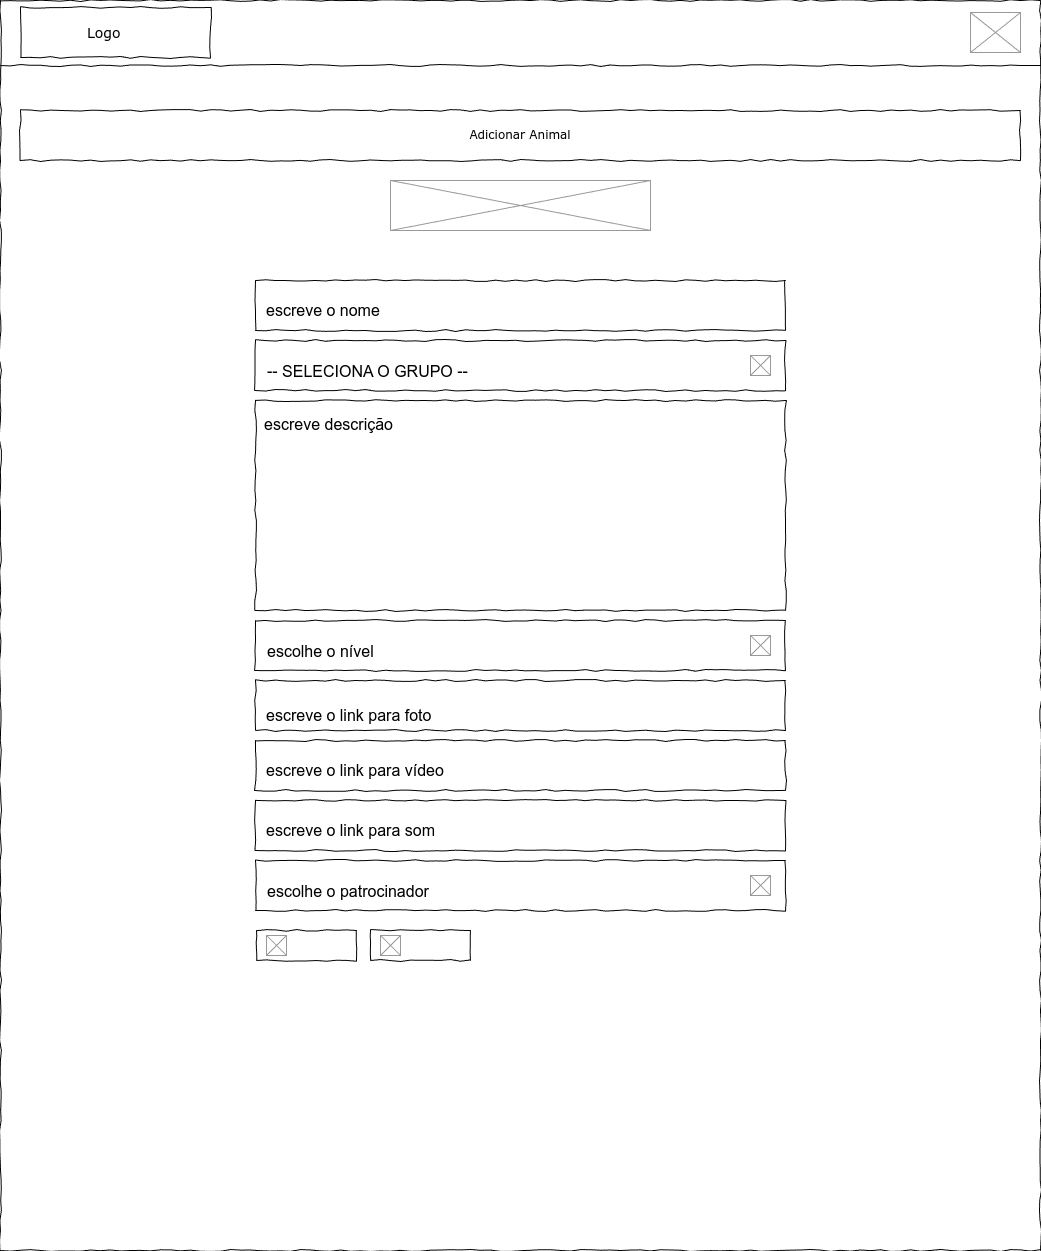 Logo
Adicionar Animal
escreve o nome
-- SELECIONA O GRUPO --
escreve descrição
escolhe o nível
escreve o link para foto
escreve o link para vídeo
escreve o link para som
escolhe o patrocinador